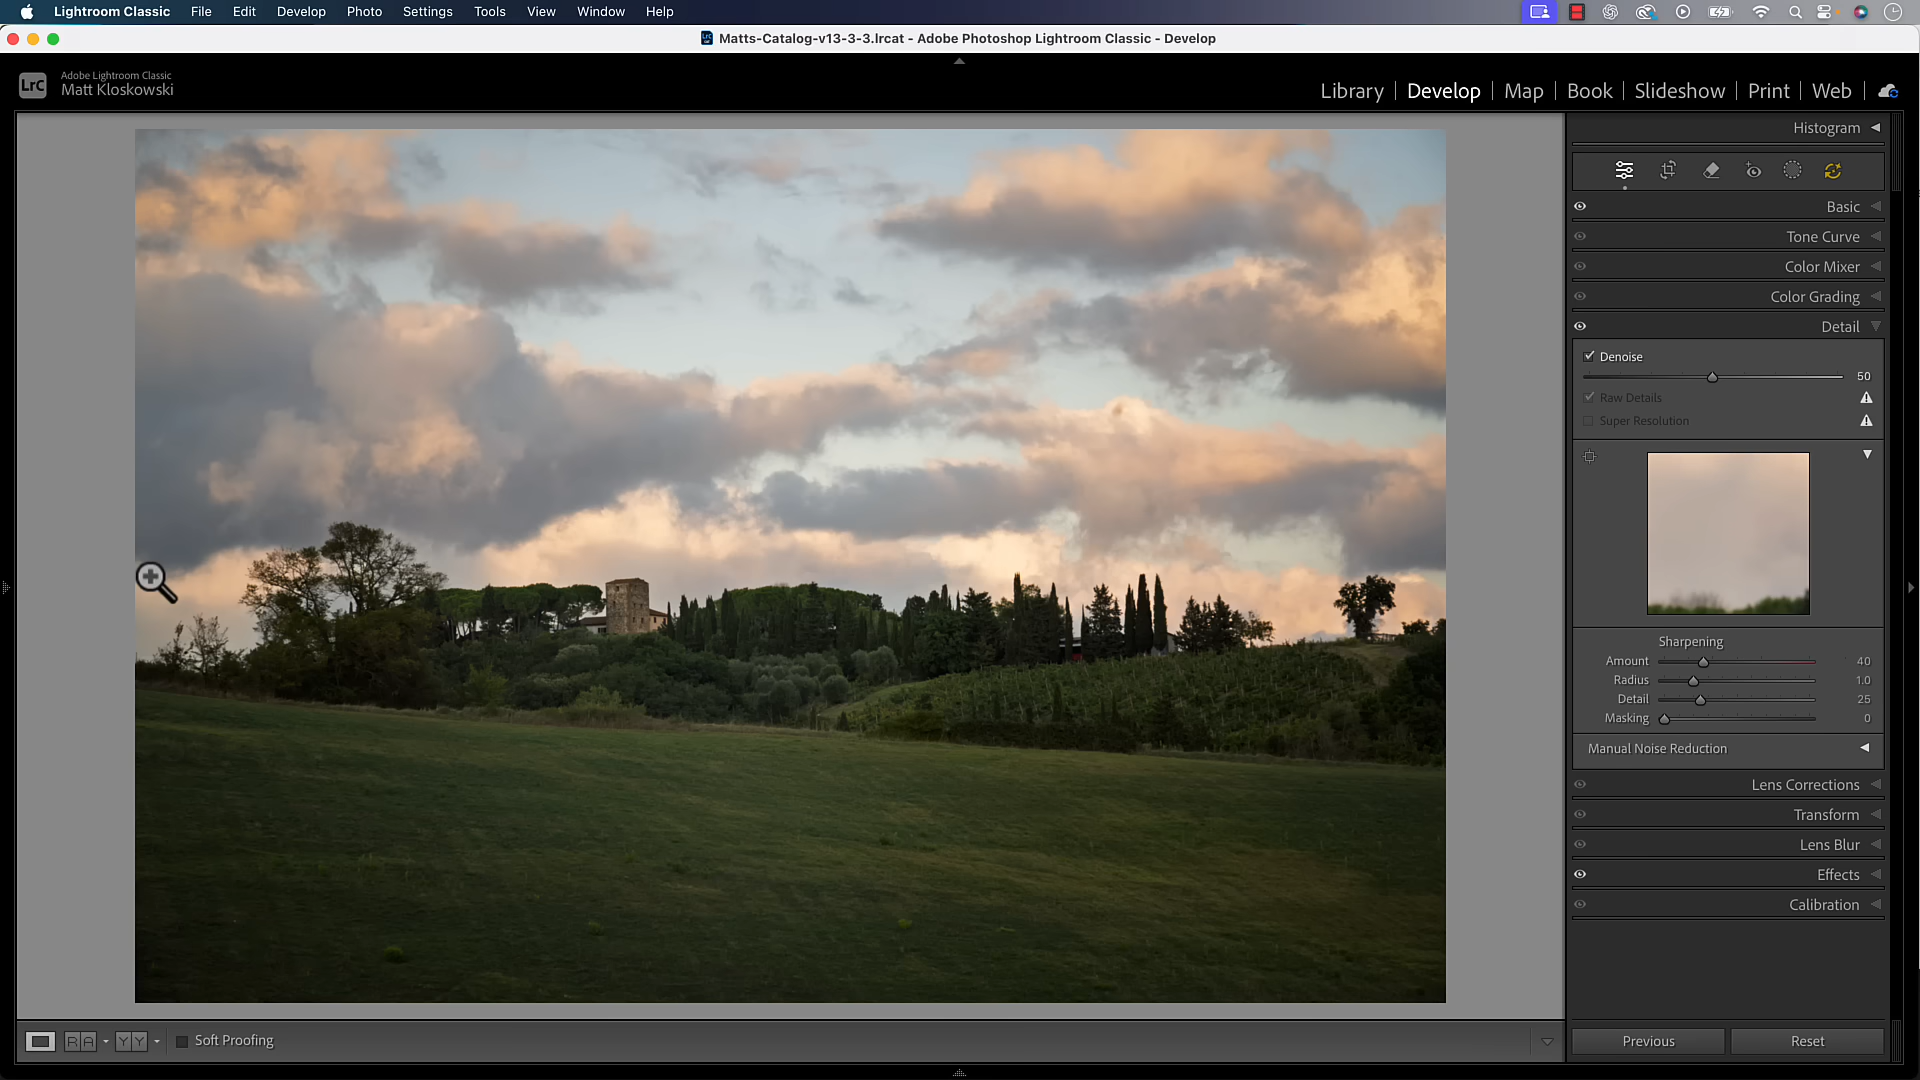 Lightroom Classic File Edit Develop Photo Settings Tools View Window Help
Matts-Catalog-v13-3-3.lrcat - Adobe Photoshop Lightroom Classic - Develop
LrC
Adobe Lightroom Classic
Matt Kloskowski
Library | Develop | Map | Book | Slideshow | Print | Web |
Histogram
Basic
Tone Curve
Color Mixer
Color Grading
Detail
Denoise
50
Raw Details
Super Resolution
Sharpening
Amount 40
Radius 1.0
Detail 25
Masking 0
Manual Noise Reduction
Lens Corrections
Transform
Lens Blur
Effects
Calibration
R A Y Y Soft Proofing
Previous Reset